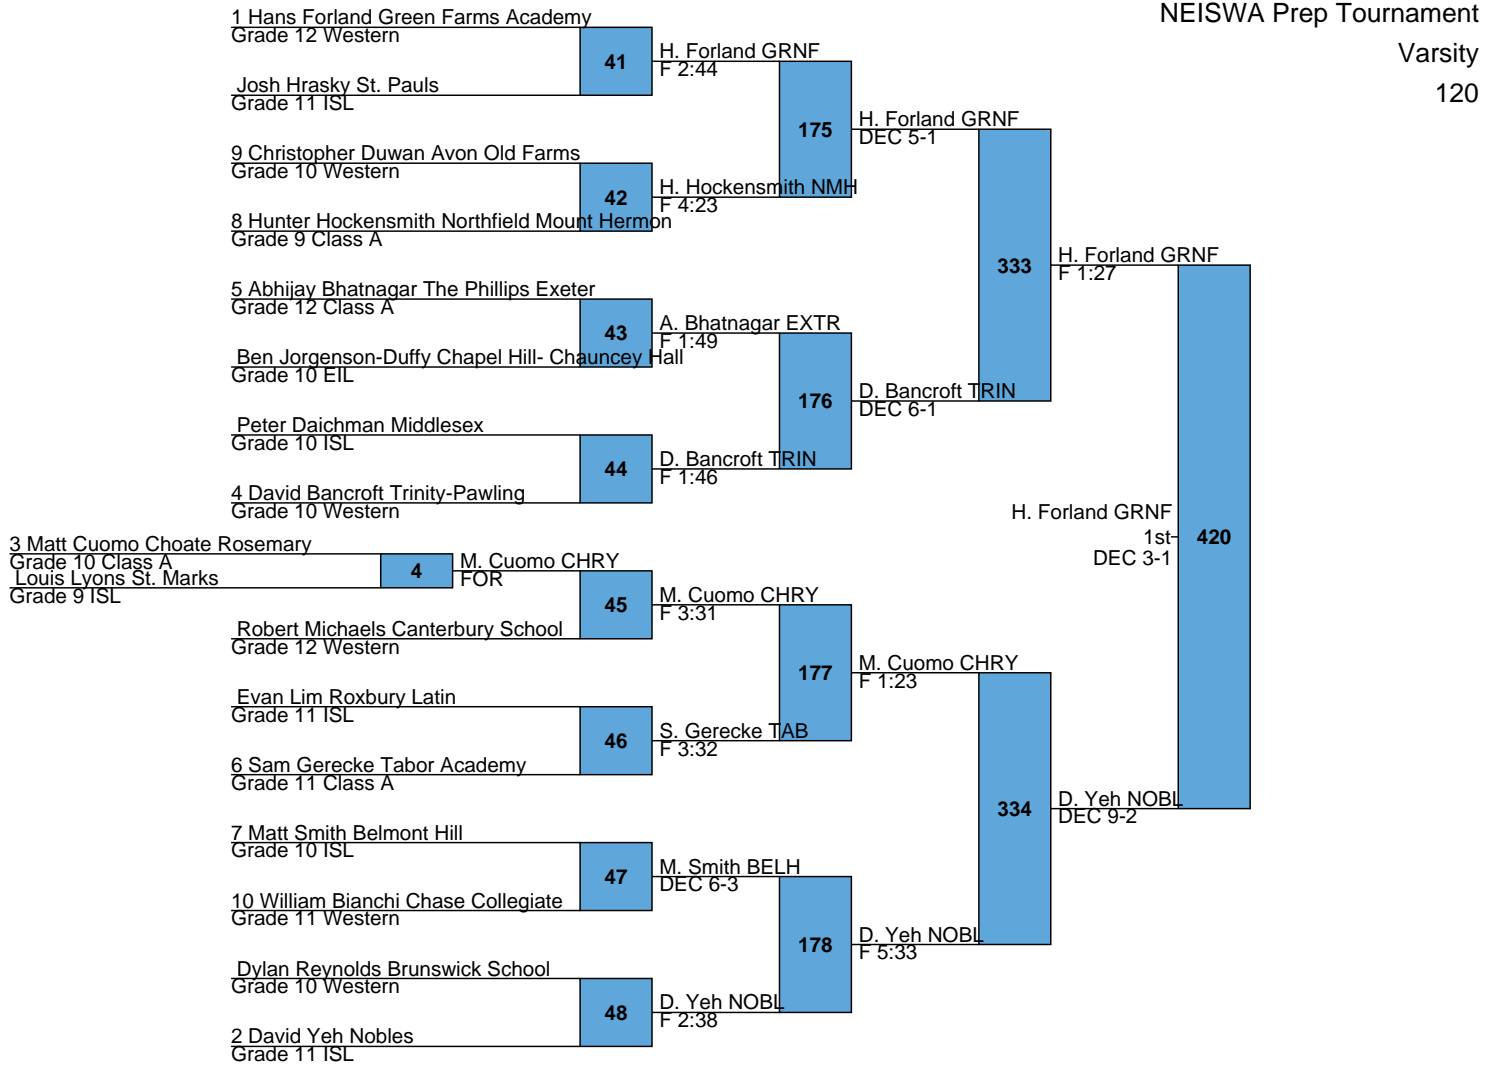 NEISWA Prep Tournament
Varsity
120
1 Hans Forland Green Farms Academy
Grade 12 Western
41
H. Forland GRNF
F 2:44
Josh Hrasky St. Pauls
Grade 11 ISL
175
H. Forland GRNF
DEC 5-1
9 Christopher Duwan Avon Old Farms
Grade 10 Western
42
H. Hockensmith NMH
F 4:23
8 Hunter Hockensmith Northfield Mount Hermon
Grade 9 Class A
333
H. Forland GRNF
F 1:27
5 Abhijay Bhatnagar The Phillips Exeter
Grade 12 Class A
43
A. Bhatnagar EXTR
F 1:49
Ben Jorgenson-Duffy Chapel Hill- Chauncey Hall
Grade 10 EIL
176
D. Bancroft TRIN
DEC 6-1
Peter Daichman Middlesex
Grade 10 ISL
44
D. Bancroft TRIN
F 1:46
4 David Bancroft Trinity-Pawling
Grade 10 Western
H. Forland GRNF
1st
DEC 3-1
420
3 Matt Cuomo Choate Rosemary
Grade 10 Class A
Louis Lyons St. Marks
Grade 9 ISL
4
M. Cuomo CHRY
FOR
45
M. Cuomo CHRY
F 3:31
Robert Michaels Canterbury School
Grade 12 Western
177
M. Cuomo CHRY
F 1:23
Evan Lim Roxbury Latin
Grade 11 ISL
46
S. Gerecke TAB
F 3:32
6 Sam Gerecke Tabor Academy
Grade 11 Class A
334
D. Yeh NOBL
DEC 9-2
7 Matt Smith Belmont Hill
Grade 10 ISL
47
M. Smith BELH
DEC 6-3
10 William Bianchi Chase Collegiate
Grade 11 Western
178
D. Yeh NOBL
F 5:33
Dylan Reynolds Brunswick School
Grade 10 Western
48
D. Yeh NOBL
F 2:38
2 David Yeh Nobles
Grade 11 ISL